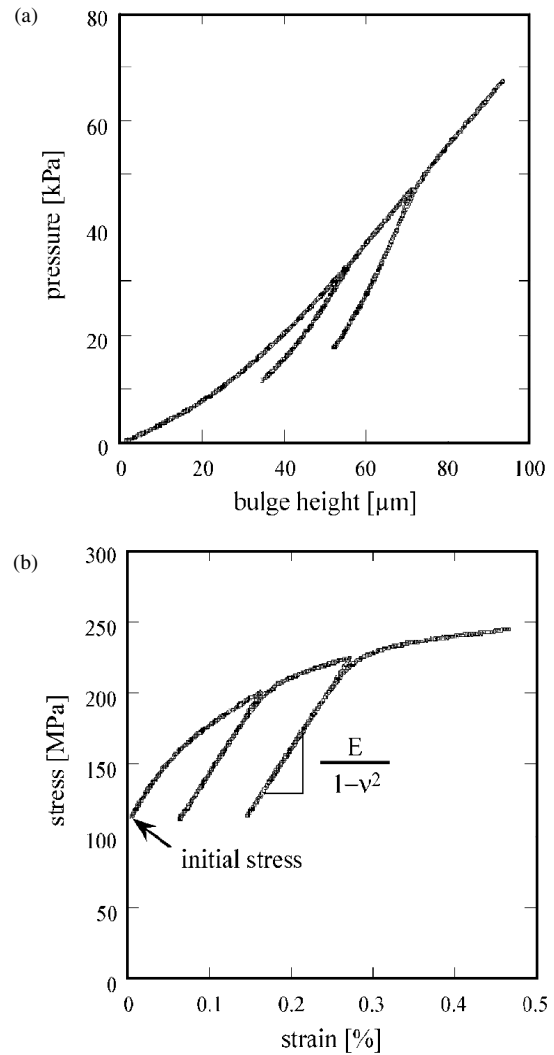 (a)
80
60
40
20
0
pressure [kPa]
0 20 40 60 80 100
bulge height [µm]
(b)
300
250
200
150
100
50
0
stress [MPa]
E
1−ν²
initial stress
0 0.1 0.2 0.3 0.4 0.5
strain [%]